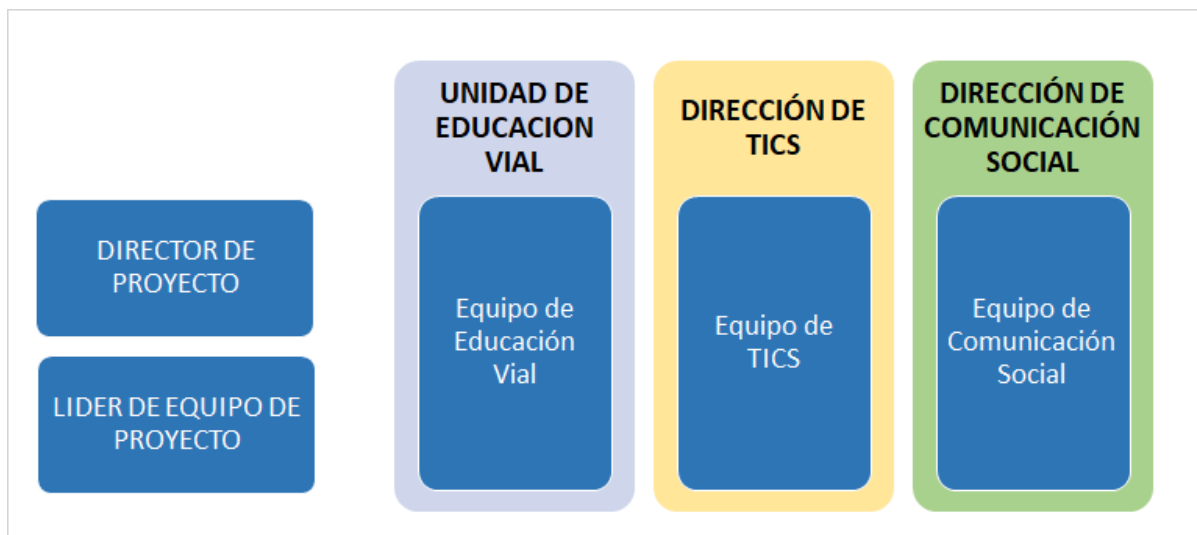 UNIDAD DE
EDUCACION
VIAL
DIRECCIÓN DE
TICS
DIRECCIÓN DE
COMUNICACIÓN
SOCIAL
DIRECTOR DE
PROYECTO
LIDER DE EQUIPO DE
PROYECTO
Equipo de
Educación
Vial
Equipo de
TICS
Equipo de
Comunicación
Social